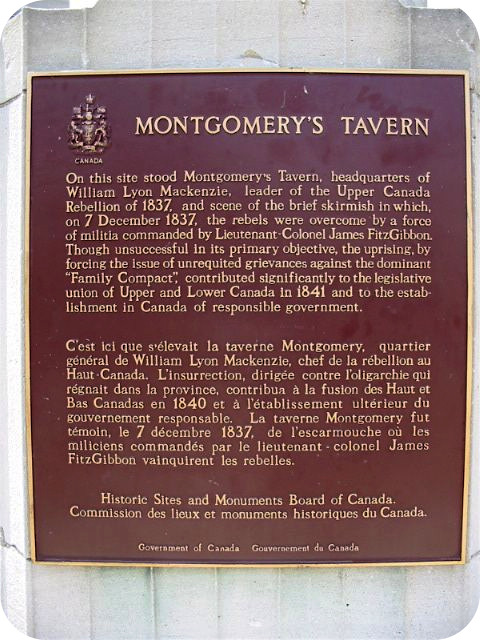 MONTGOMERY'S TAVERN
CANADA
On this site stood Montgomery's Tavern, headquarters of
William Lyon Mackenzie, leader of the Upper Canada
Rebellion of 1837, and scene of the brief skirmish in which,
on 7 December 1837, the rebels were overcome by a force
of militia commanded by Lieutenant-Colonel James FitzGibbon.
Though unsuccessful in its primary objective, the uprising, by
forcing the issue of unrequited grievances against the dominant
"Family Compact", contributed significantly to the legislative
union of Upper and Lower Canada in 1841 and to the estab-
lishment in Canada of responsible government.
C'est ici que s'élevait la taverne Montgomery, quartier
général de William Lyon Mackenzie, chef de la rébellion au
Haut-Canada. L'insurrection, dirigée contre l'oligarchie qui
régnait dans la province, contribua à la fusion des Haut et
Bas Canadas en 1840 et à l'établissement ultérieur du
gouvernement responsable. La taverne Montgomery fut
témoin, le 7 décembre 1837, de l'escarmouche où les
miliciens commandés par le lieutenant-colonel James
FitzGibbon vainquirent les rebelles.
Historic Sites and Monuments Board of Canada.
Commission des lieux et monuments historiques du Canada.
Government of Canada Gouvernement du Canada